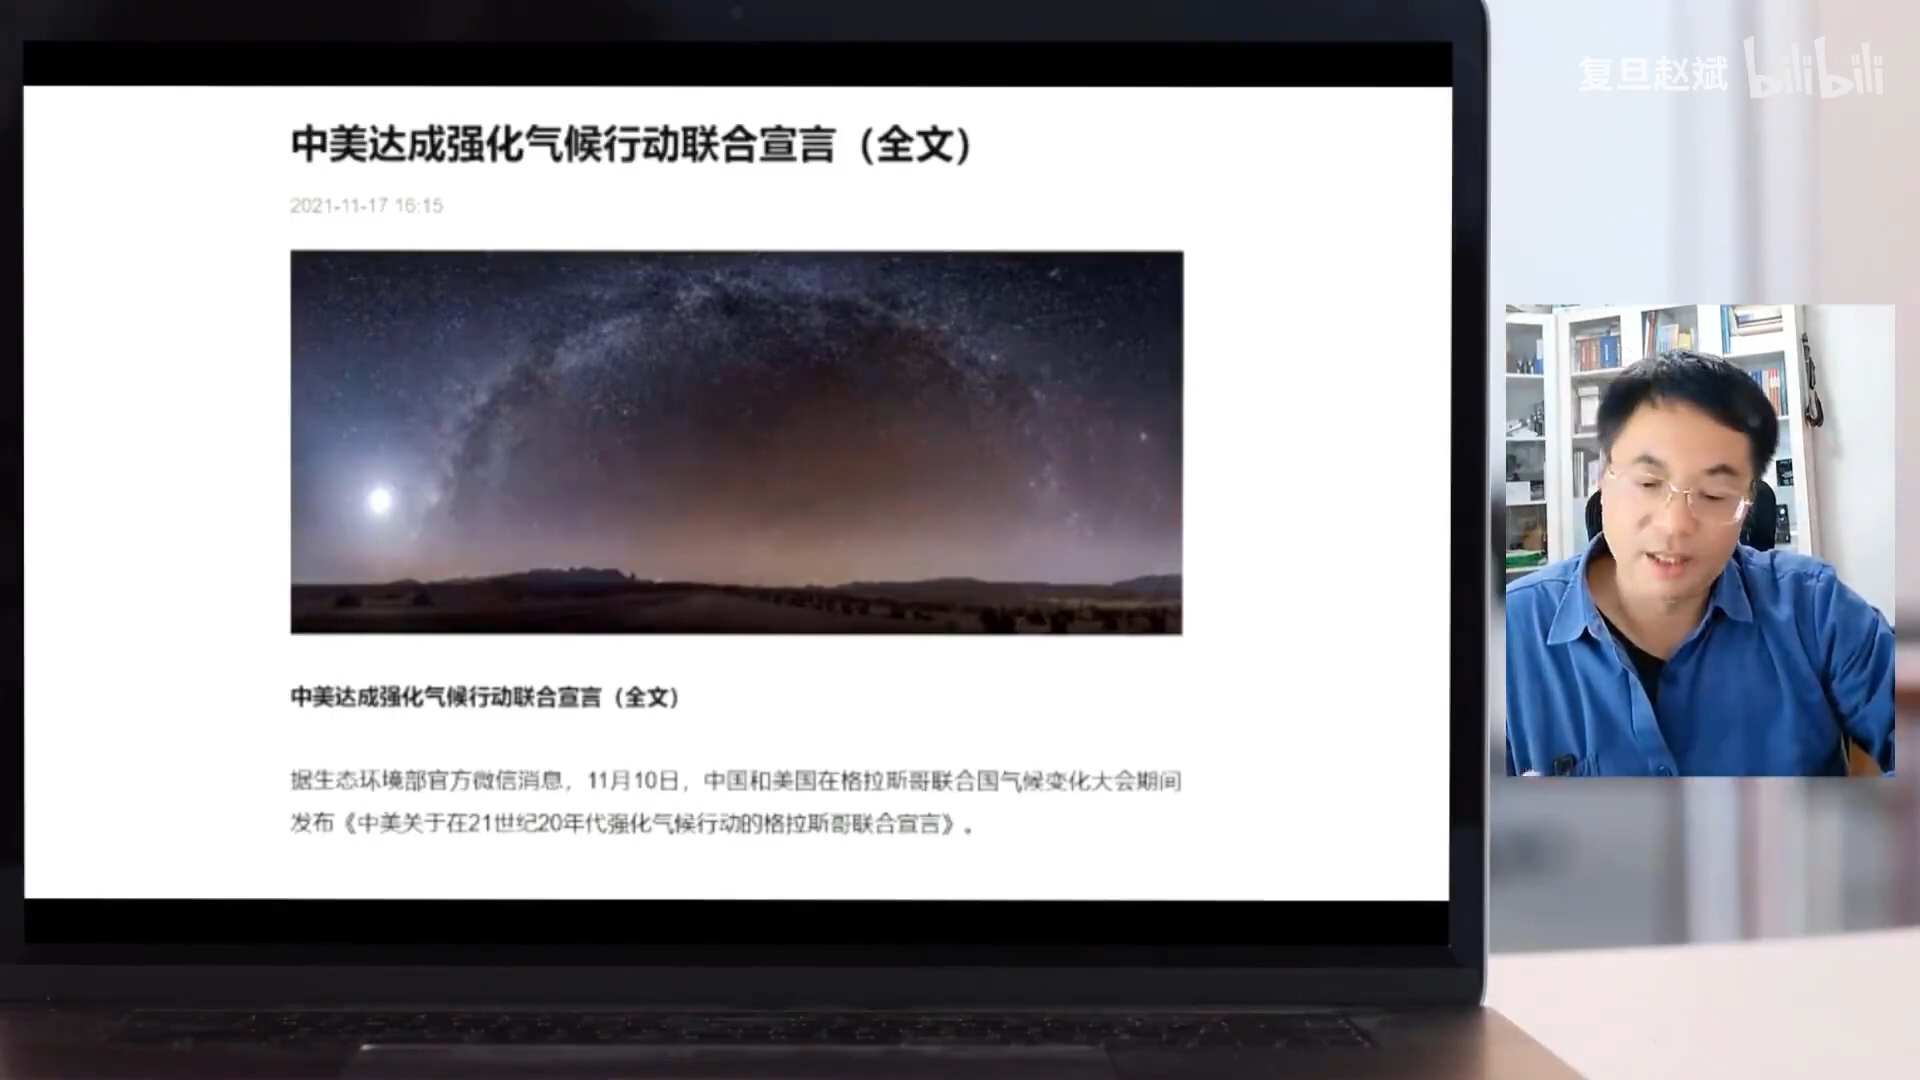 复旦赵斌 bilibili
中美达成强化气候行动联合宣言（全文）
2021-11-17 16:15
中美达成强化气候行动联合宣言（全文）
据生态环境部官方微信消息，11月10日，中国和美国在格拉斯哥联合国气候变化大会期间
发布《中美关于在21世纪20年代强化气候行动的格拉斯哥联合宣言》。